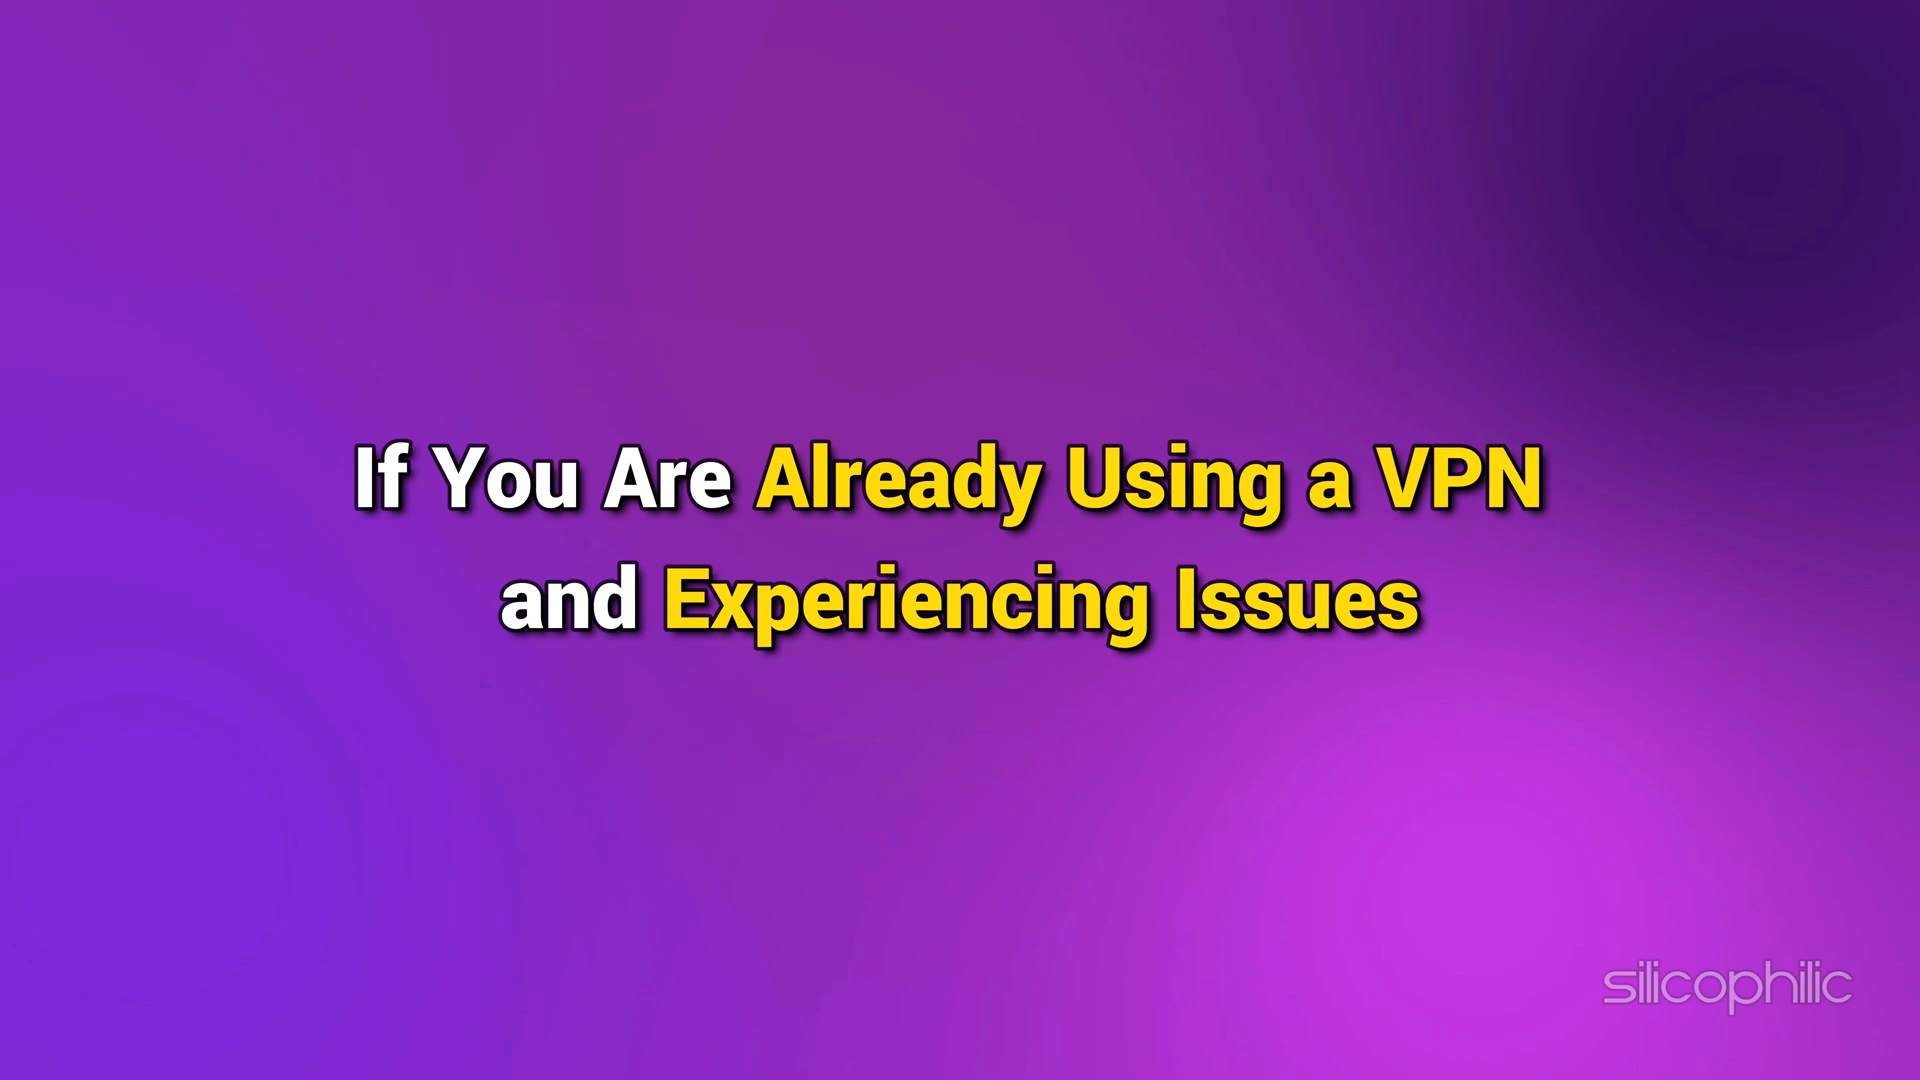 If You Are Already Using a VPN
and Experiencing Issues
silicophilic